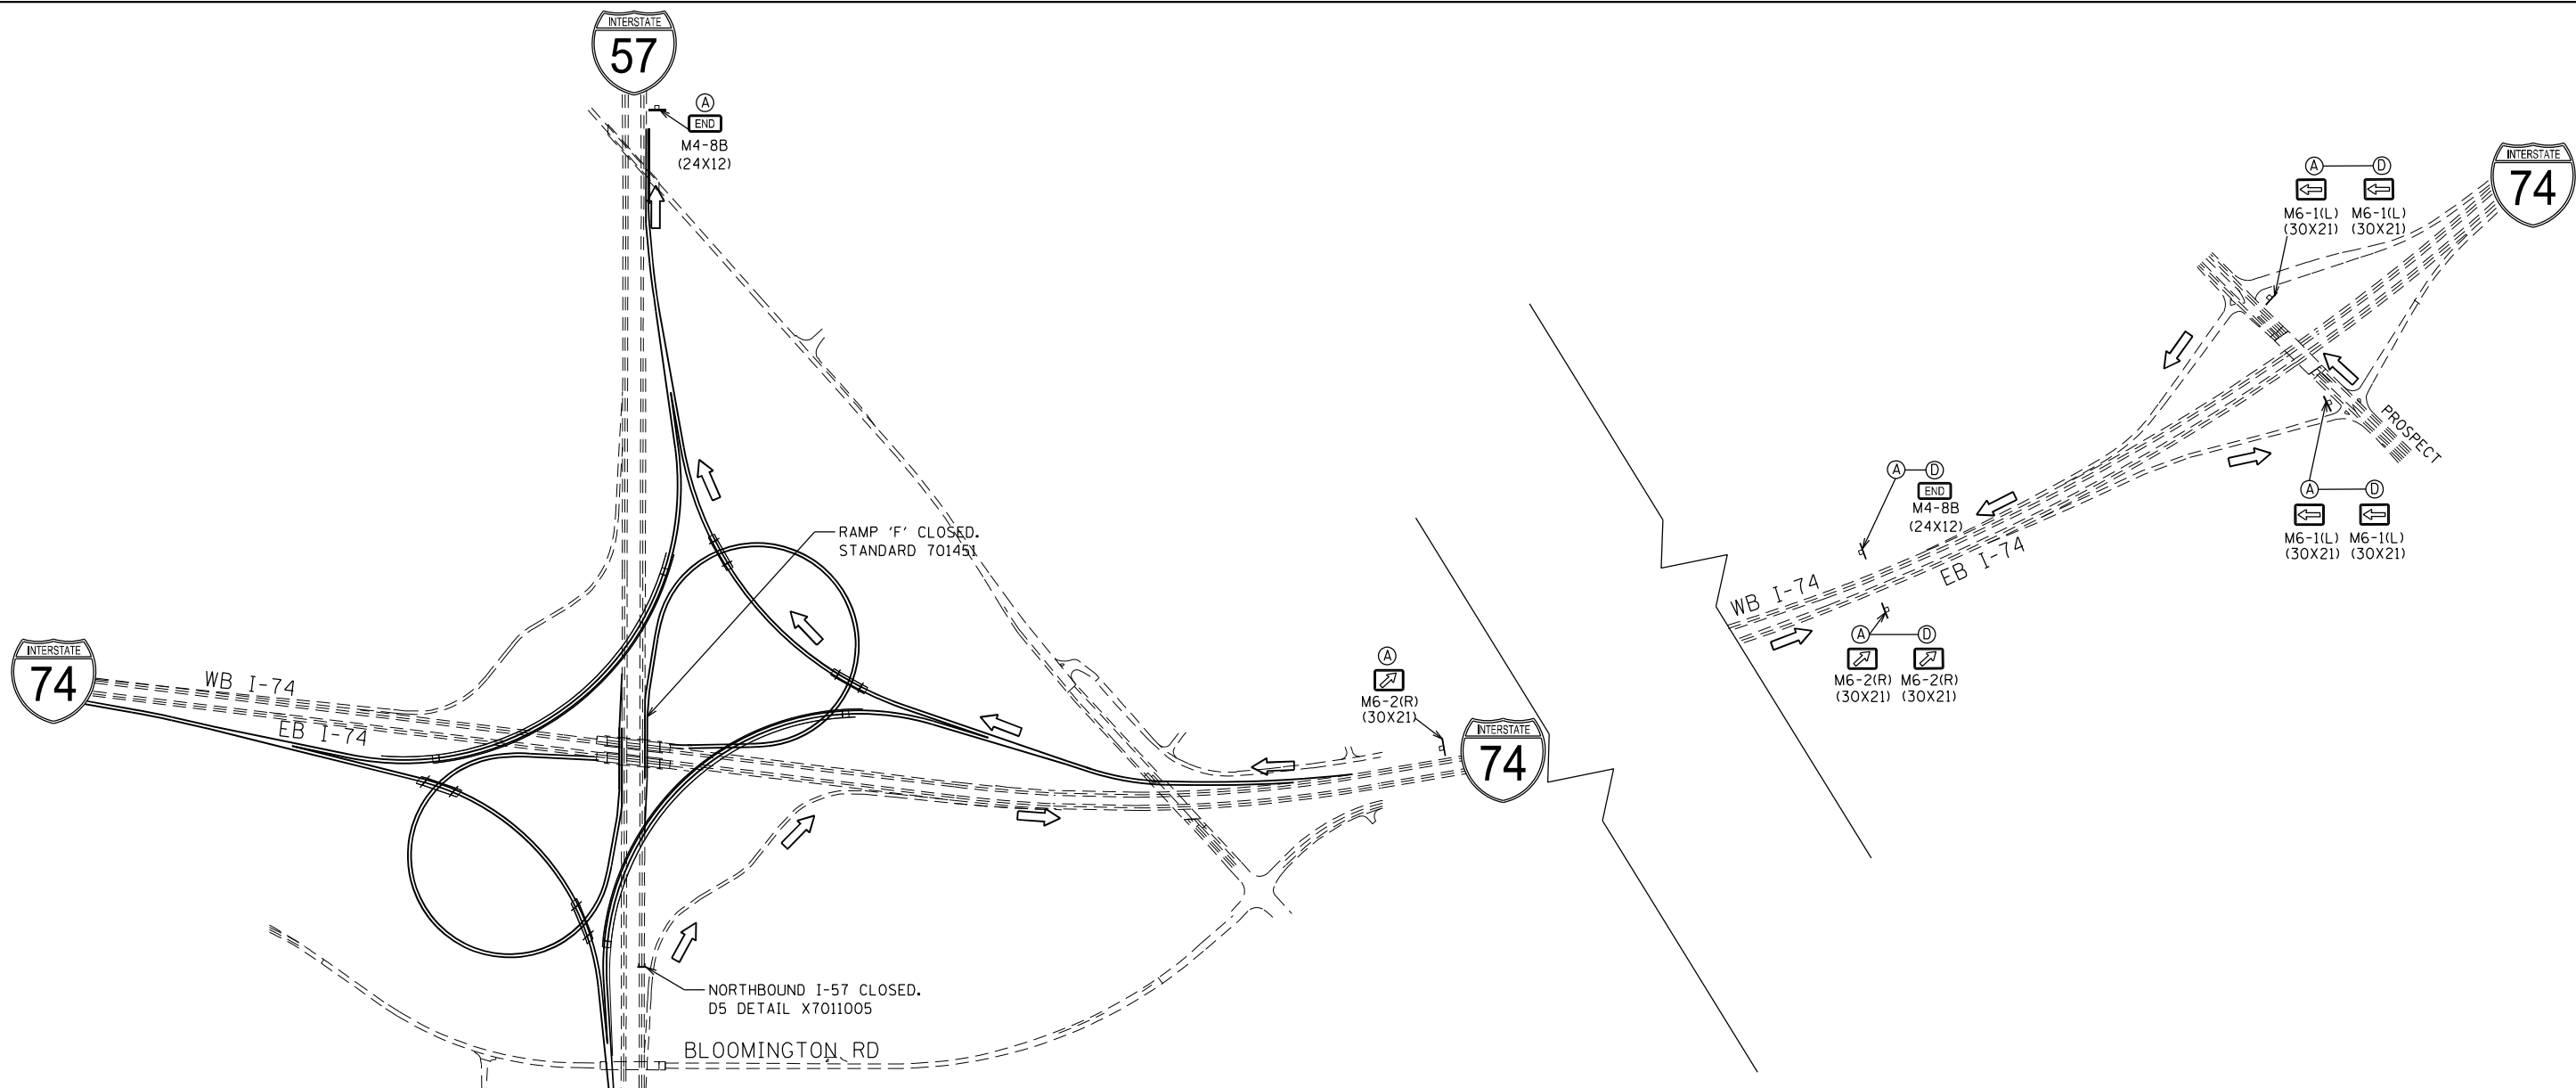 INTERSTATE
57
A
END
M4-8B
(24X12)
RAMP 'F' CLOSED.
STANDARD 701451
INTERSTATE
74
WB I-74
EB I-74
A
M6-2(R)
(30X21)
INTERSTATE
74
NORTHBOUND I-57 CLOSED.
D5 DETAIL X7011005
BLOOMINGTON RD
A D
M6-1(L) M6-1(L)
(30X21) (30X21)
INTERSTATE
74
PROSPECT
A D
END
M4-8B
(24X12)
A D
M6-1(L) M6-1(L)
(30X21) (30X21)
WB I-74
EB I-74
A D
M6-2(R) M6-2(R)
(30X21) (30X21)